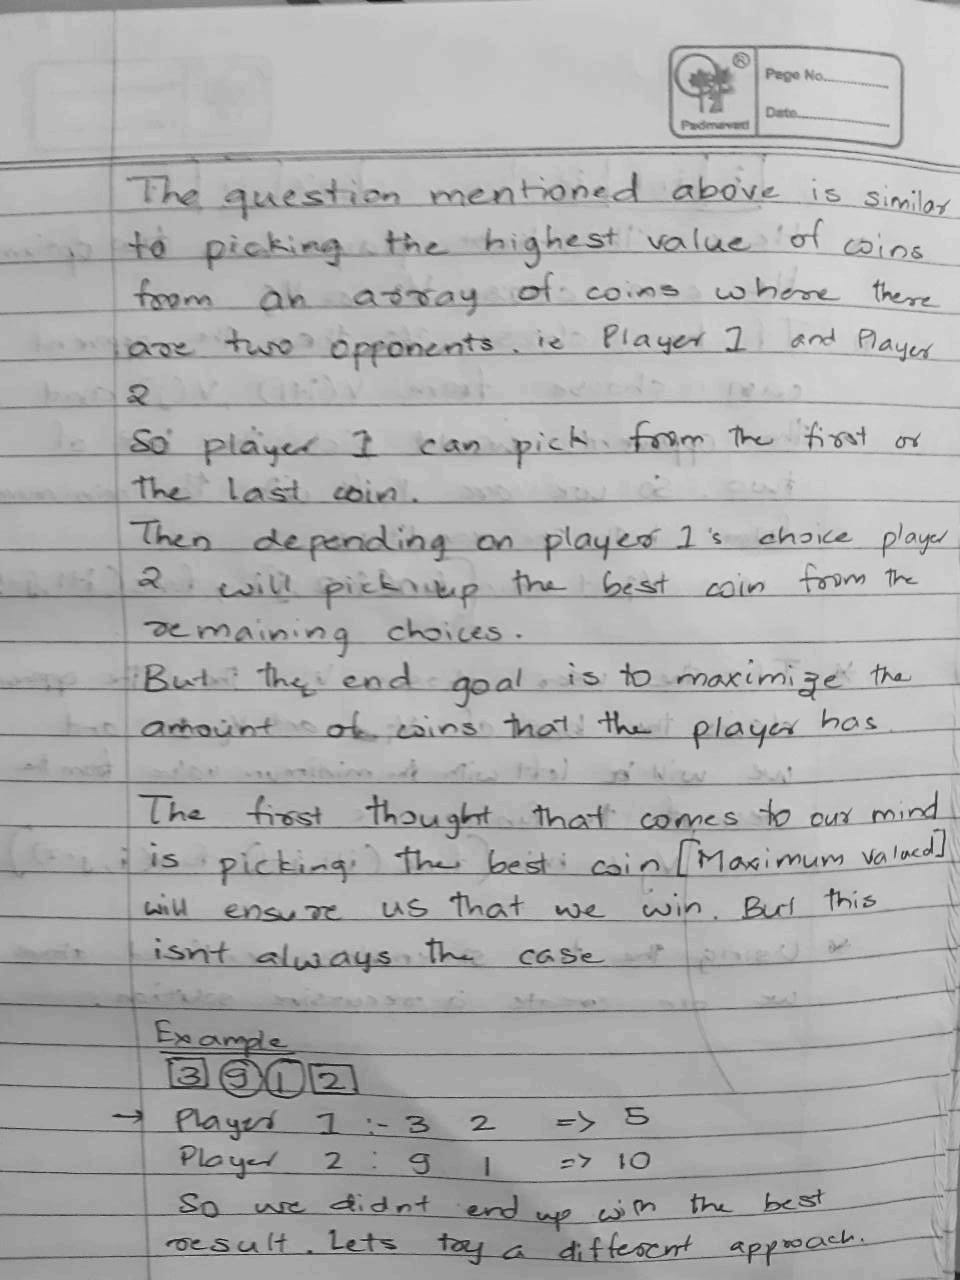 Padmavati
®
Page No.
Date
The question mentioned above is similar
to picking the highest value of coins
from an array of coins where there
are two opponents. ie Player 1 and Player
2
So player 1 can pick from the first or
the last coin.
Then depending on player 1's choice player
2 will pick up the best coin from the
remaining choices.
But the end goal is to maximize the
amount of coins that the player has.
The first thought that comes to our mind
is picking the best coin [Maximum valued]
will ensure us that we win. But this
isnt always the case
Example
3 9 1 2
→ Player 1 :- 3 2 => 5
Player 2 : 9 1 => 10
So we didnt end up with the best
result. Lets try a different approach.